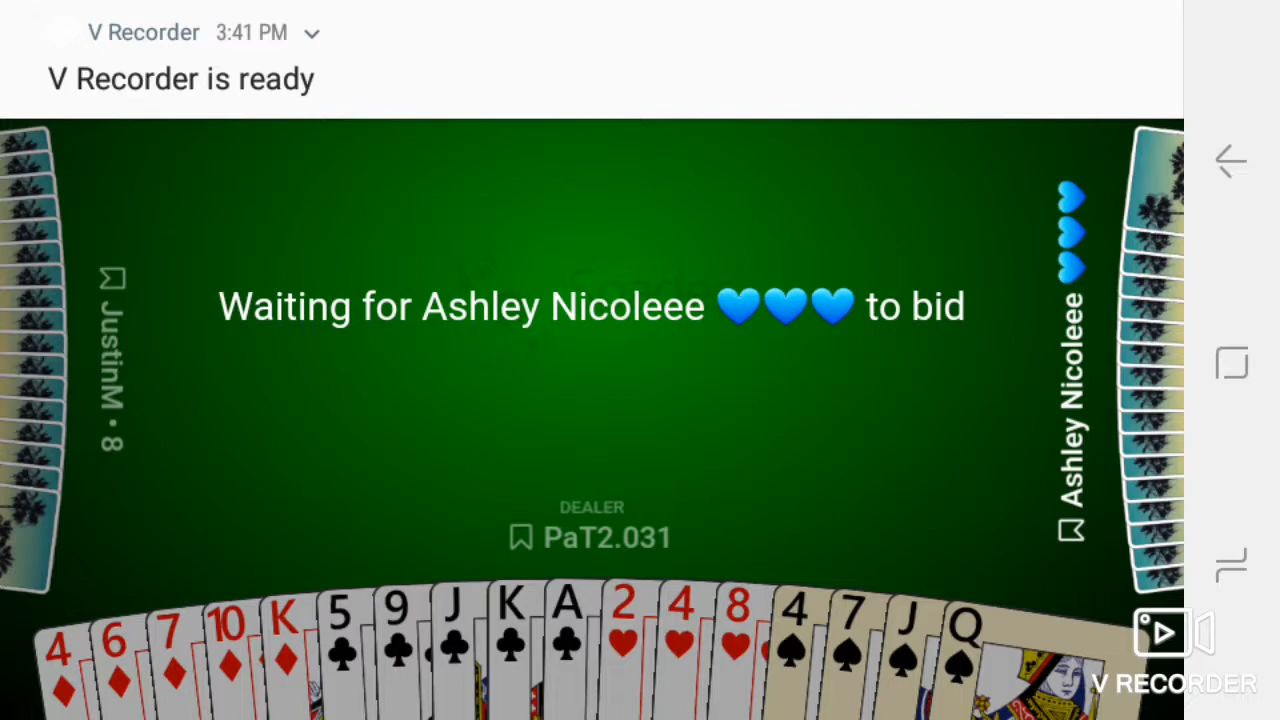 V Recorder 3:41 PM
V Recorder is ready
Waiting for Ashley Nicoleee 💙💙💙 to bid
JustinM • 8
Ashley Nicoleee 💙💙💙
DEALER
PaT2.031
4 6 7 10 K 5 9 J K A 2 4 8 4 7 J Q
V RECORDER